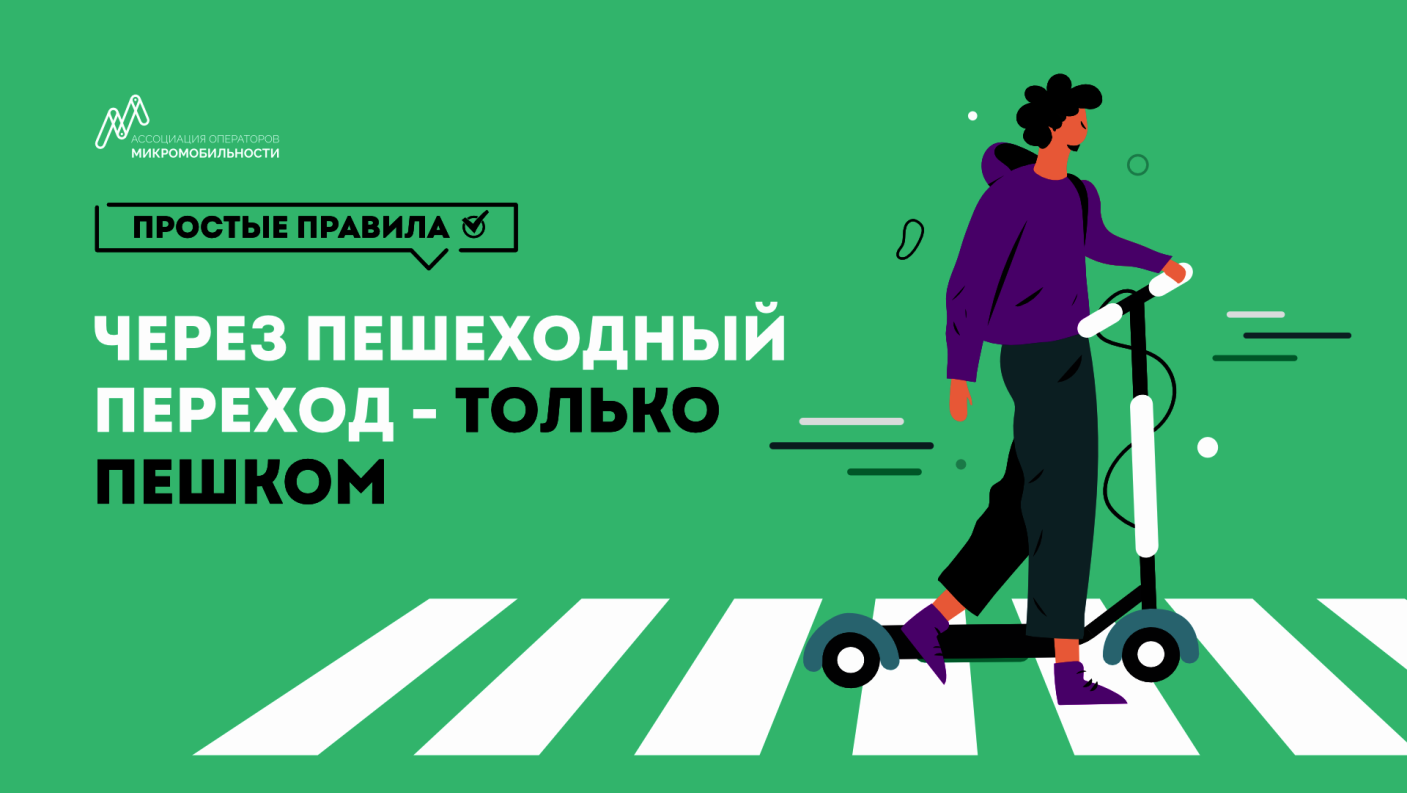 АССОЦИАЦИЯ ОПЕРАТОРОВ
МИКРОМОБИЛЬНОСТИ
ПРОСТЫЕ ПРАВИЛА
ЧЕРЕЗ ПЕШЕХОДНЫЙ
ПЕРЕХОД - ТОЛЬКО
ПЕШКОМ